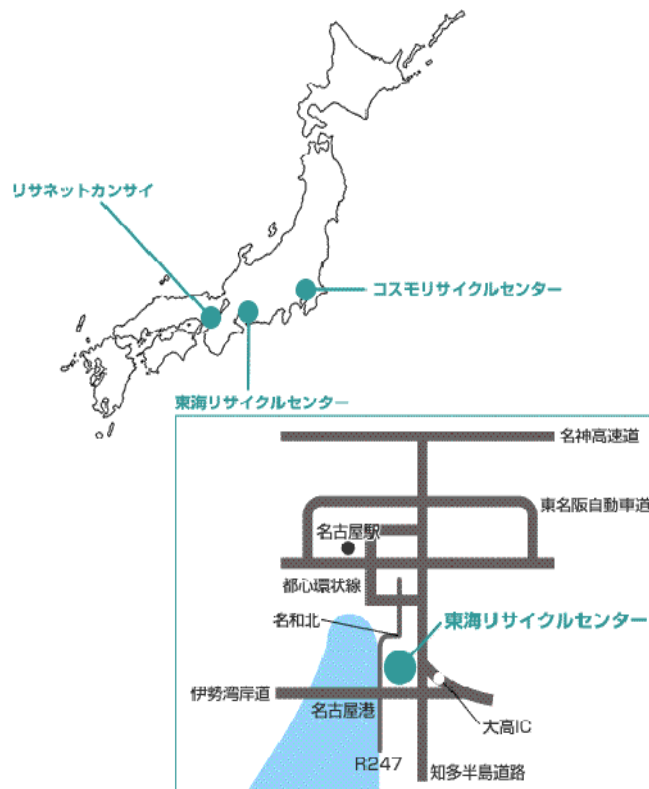 リサネットカンサイ
コスモリサイクルセンター
東海リサイクルセンター
名神高速道
東名阪自動車道
名古屋駅
都心環状線
名和北
東海リサイクルセンター
伊勢湾岸道
名古屋港
大高IC
R247
知多半島道路